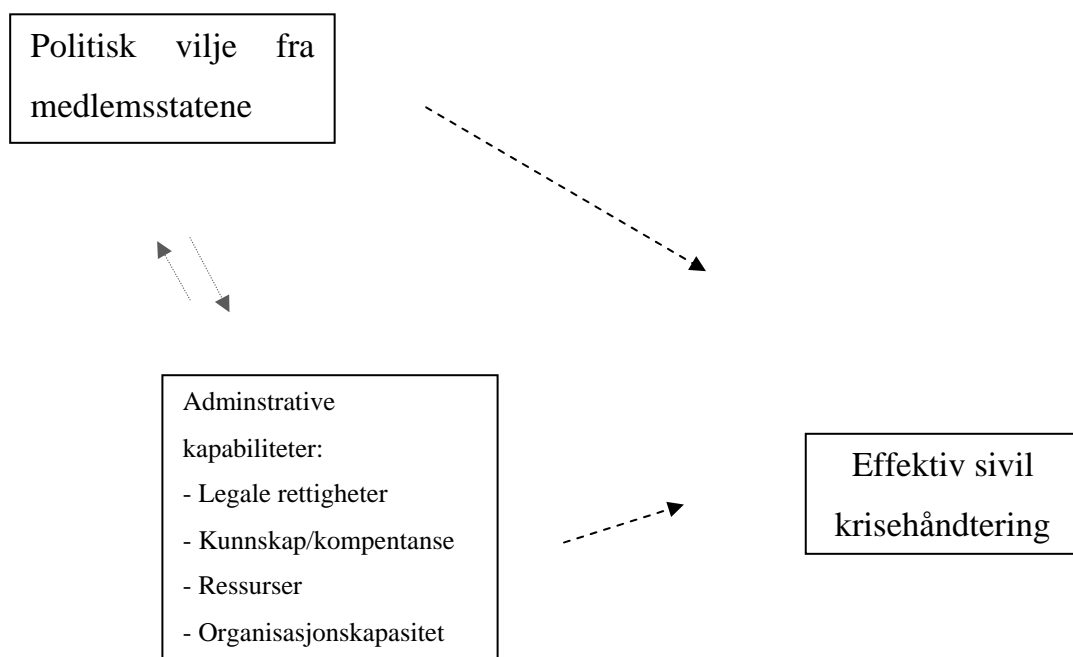 Politisk vilje fra
medlemsstatene
Adminstrative
kapabiliteter:
- Legale rettigheter
- Kunnskap/kompentanse
- Ressurser
- Organisasjonskapasitet
Effektiv sivil
krisehåndtering